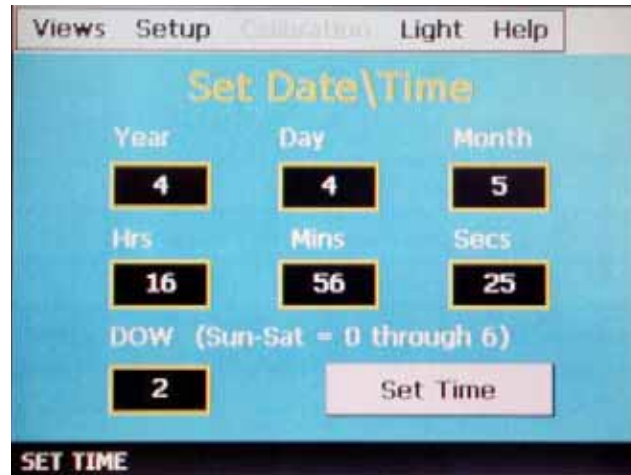 Views Setup Calibration Light Help
Set Date\Time
Year Day Month
4 4 5
Hrs Mins Secs
16 56 25
DOW (Sun-Sat = 0 through 6)
2 Set Time
SET TIME